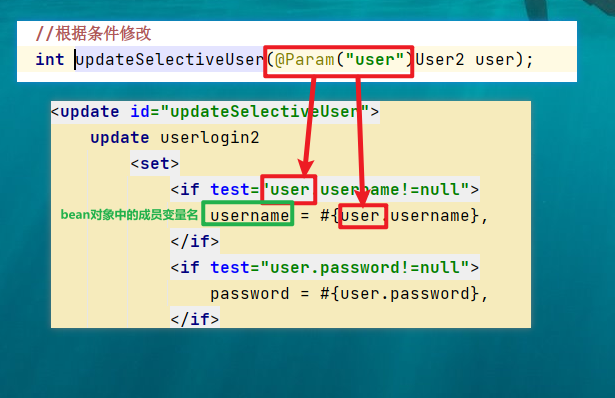 //根据条件修改
int updateSelectiveUser(@Param("user")User2 user);
<update id="updateSelectiveUser">
update userlogin2
<set>
<if test="user.username!=null">
bean对象中的成员变量名 username = #{user.username},
</if>
<if test="user.password!=null">
password = #{user.password},
</if>